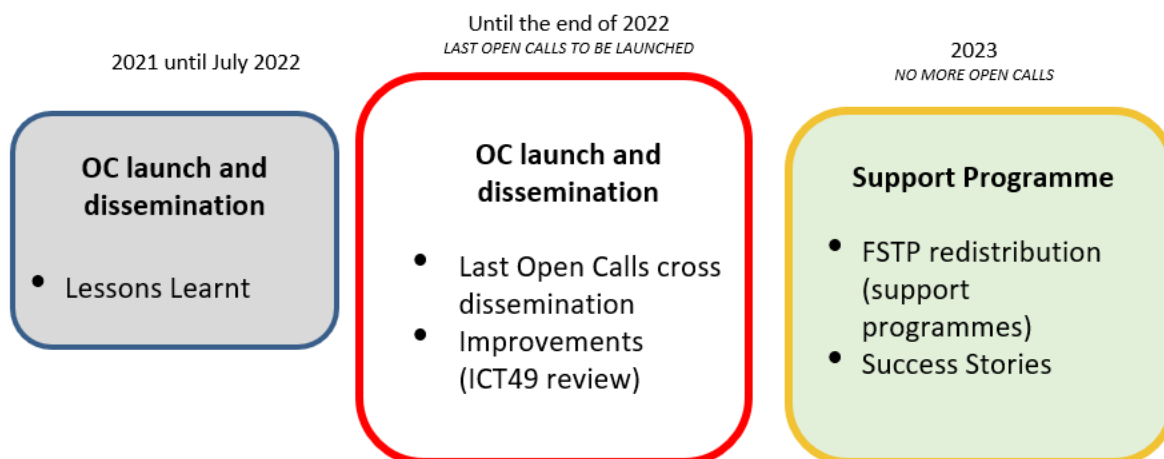 2021 until July 2022
OC launch and
dissemination
• Lessons Learnt
Until the end of 2022
LAST OPEN CALLS TO BE LAUNCHED
OC launch and
dissemination
• Last Open Calls cross
dissemination
• Improvements
(ICT49 review)
2023
NO MORE OPEN CALLS
Support Programme
• FSTP redistribution
(support
programmes)
• Success Stories